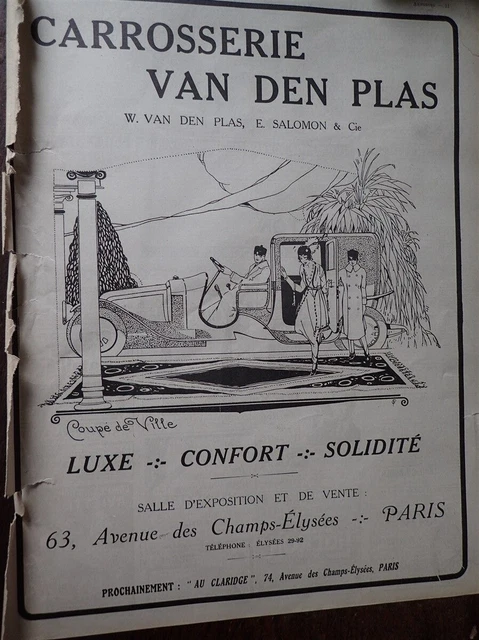 CARROSSERIE
VAN DEN PLAS
W. VAN DEN PLAS, E. SALOMON & Cie
Coupé de Ville
LUXE -:- CONFORT -:- SOLIDITÉ
SALLE D'EXPOSITION ET DE VENTE :
63, Avenue des Champs-Élysées -:- PARIS
TÉLÉPHONE : ÉLYSÉES 29-92
PROCHAINEMENT : " AU CLARIDGE ", 74, Avenue des Champs-Élysées, PARIS